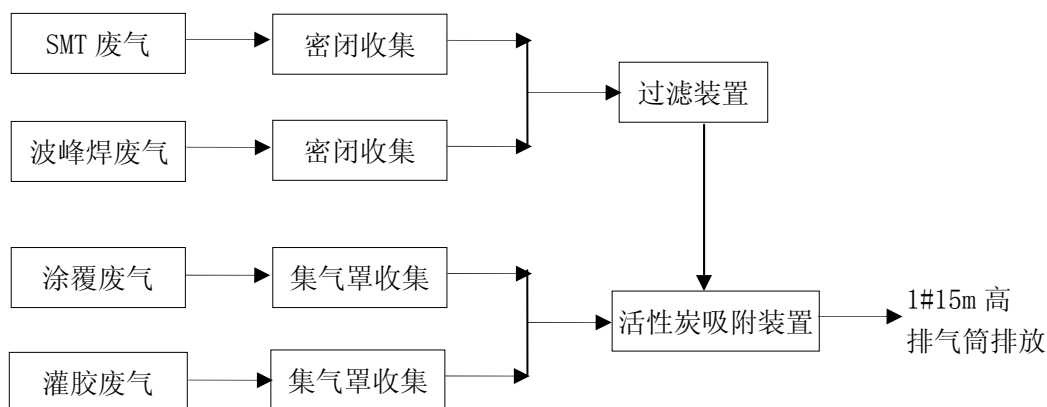 SMT 废气
密闭收集
过滤装置
波峰焊废气
密闭收集
涂覆废气
集气罩收集
活性炭吸附装置
1#15m 高
排气筒排放
灌胶废气
集气罩收集